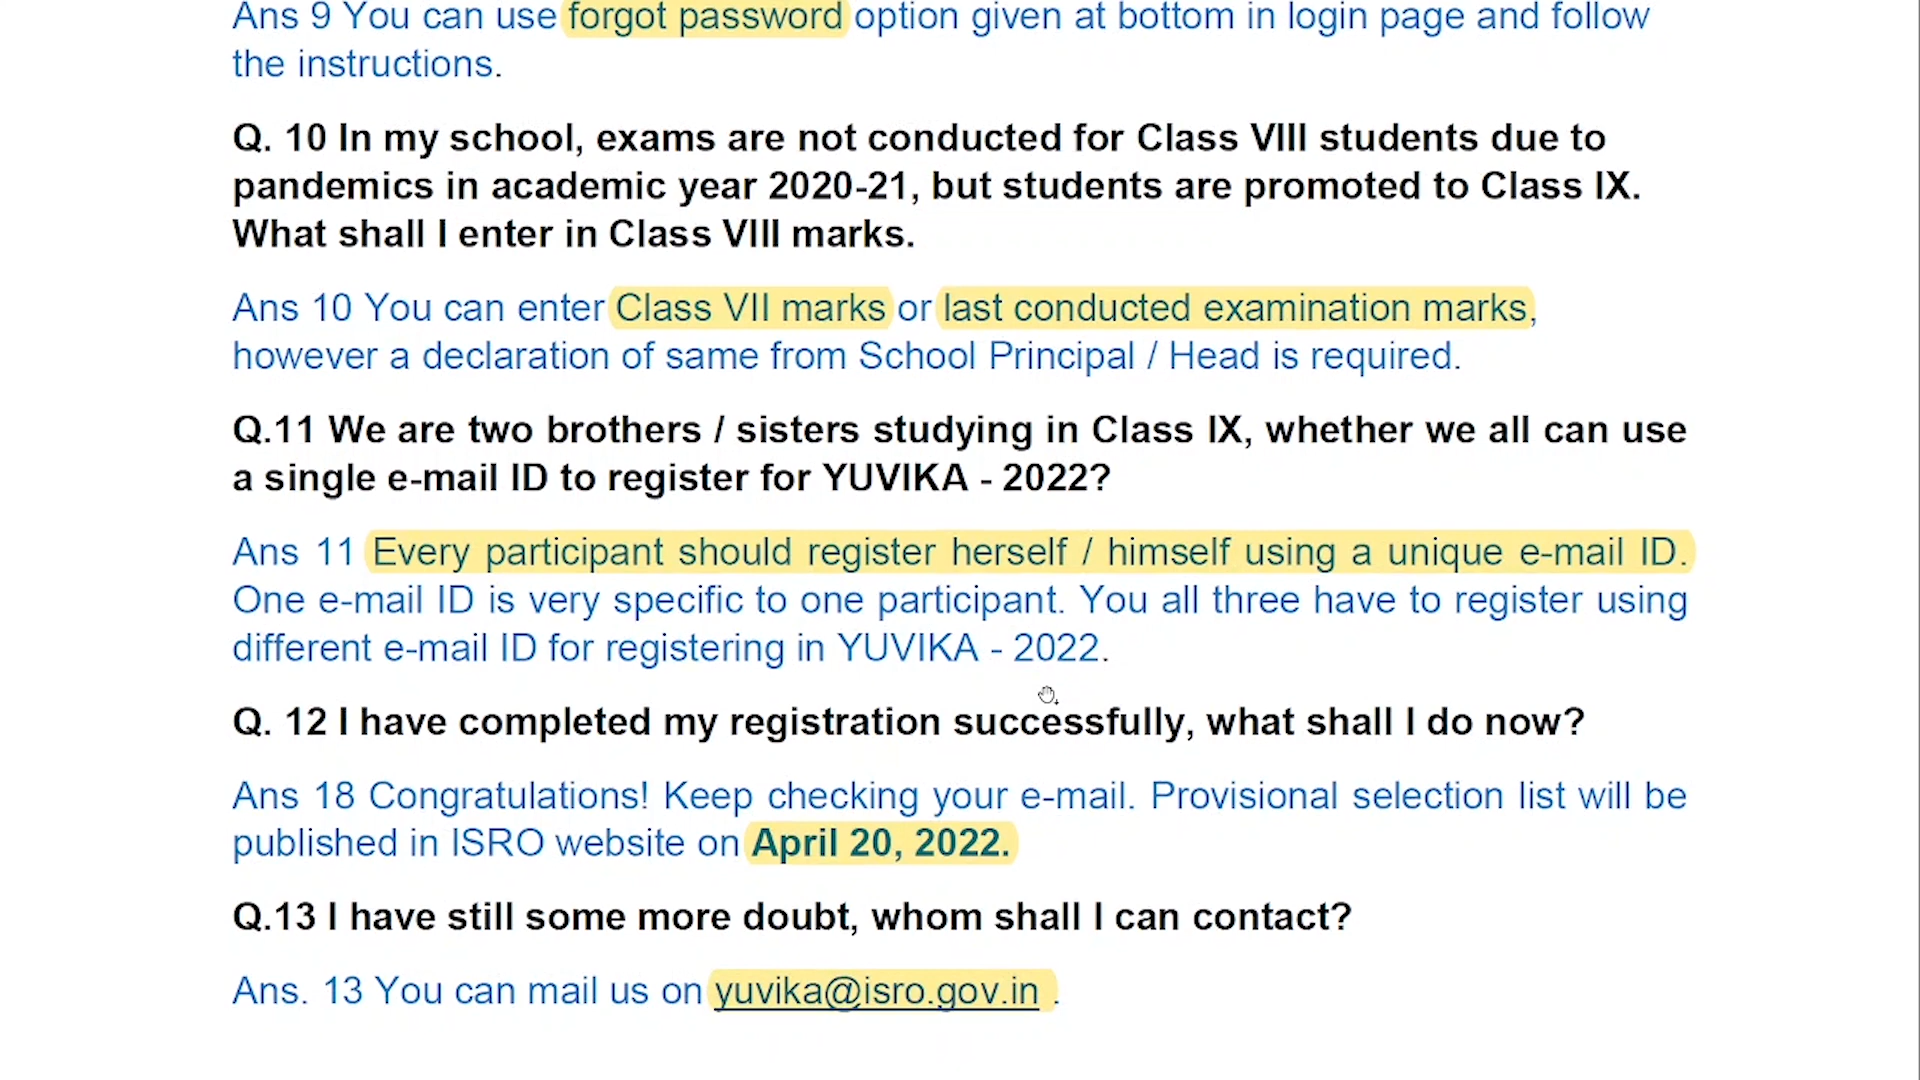 Ans 9 You can use forgot password option given at bottom in login page and follow
the instructions.
Q. 10 In my school, exams are not conducted for Class VIII students due to
pandemics in academic year 2020-21, but students are promoted to Class IX.
What shall I enter in Class VIII marks.
Ans 10 You can enter Class VII marks or last conducted examination marks,
however a declaration of same from School Principal / Head is required.
Q.11 We are two brothers / sisters studying in Class IX, whether we all can use
a single e-mail ID to register for YUVIKA - 2022?
Ans 11 Every participant should register herself / himself using a unique e-mail ID.
One e-mail ID is very specific to one participant. You all three have to register using
different e-mail ID for registering in YUVIKA - 2022.
Q. 12 I have completed my registration successfully, what shall I do now?
Ans 18 Congratulations! Keep checking your e-mail. Provisional selection list will be
published in ISRO website on April 20, 2022.
Q.13 I have still some more doubt, whom shall I can contact?
Ans. 13 You can mail us on yuvika@isro.gov.in .